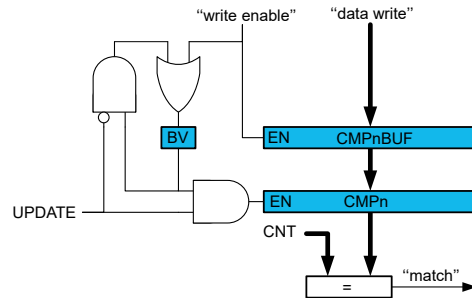 “write enable” “data write”
BV
EN CMPnBUF
EN CMPn
UPDATE
CNT
=
“match”